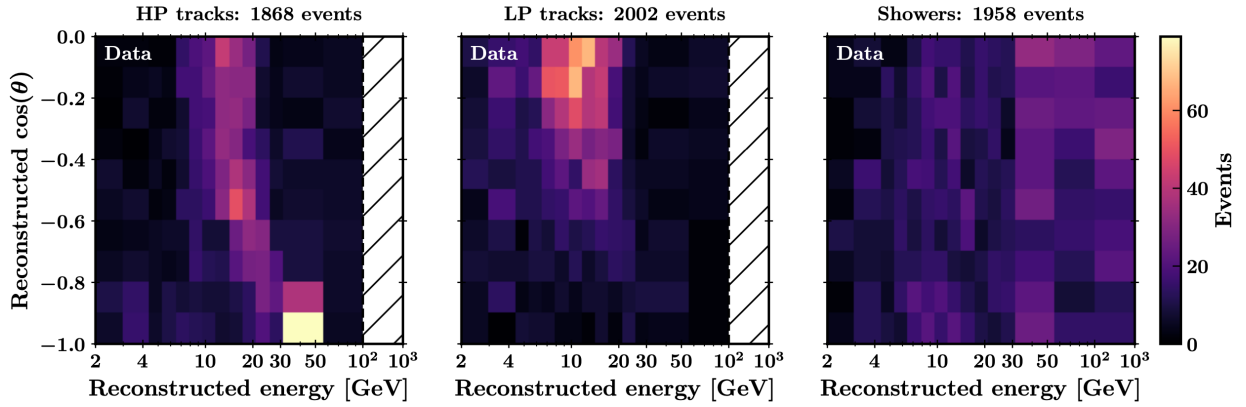 HP tracks: 1868 events
LP tracks: 2002 events
Showers: 1958 events
Data
Data
Data
0.0
−0.2
−0.4
−0.6
−0.8
−1.0
Reconstructed cos(θ)
2 4 10 20 30 50 10² 10³
2 4 10 20 30 50 10² 10³
2 4 10 20 30 50 10² 10³
Reconstructed energy [GeV]
Reconstructed energy [GeV]
Reconstructed energy [GeV]
60
40
20
0
Events